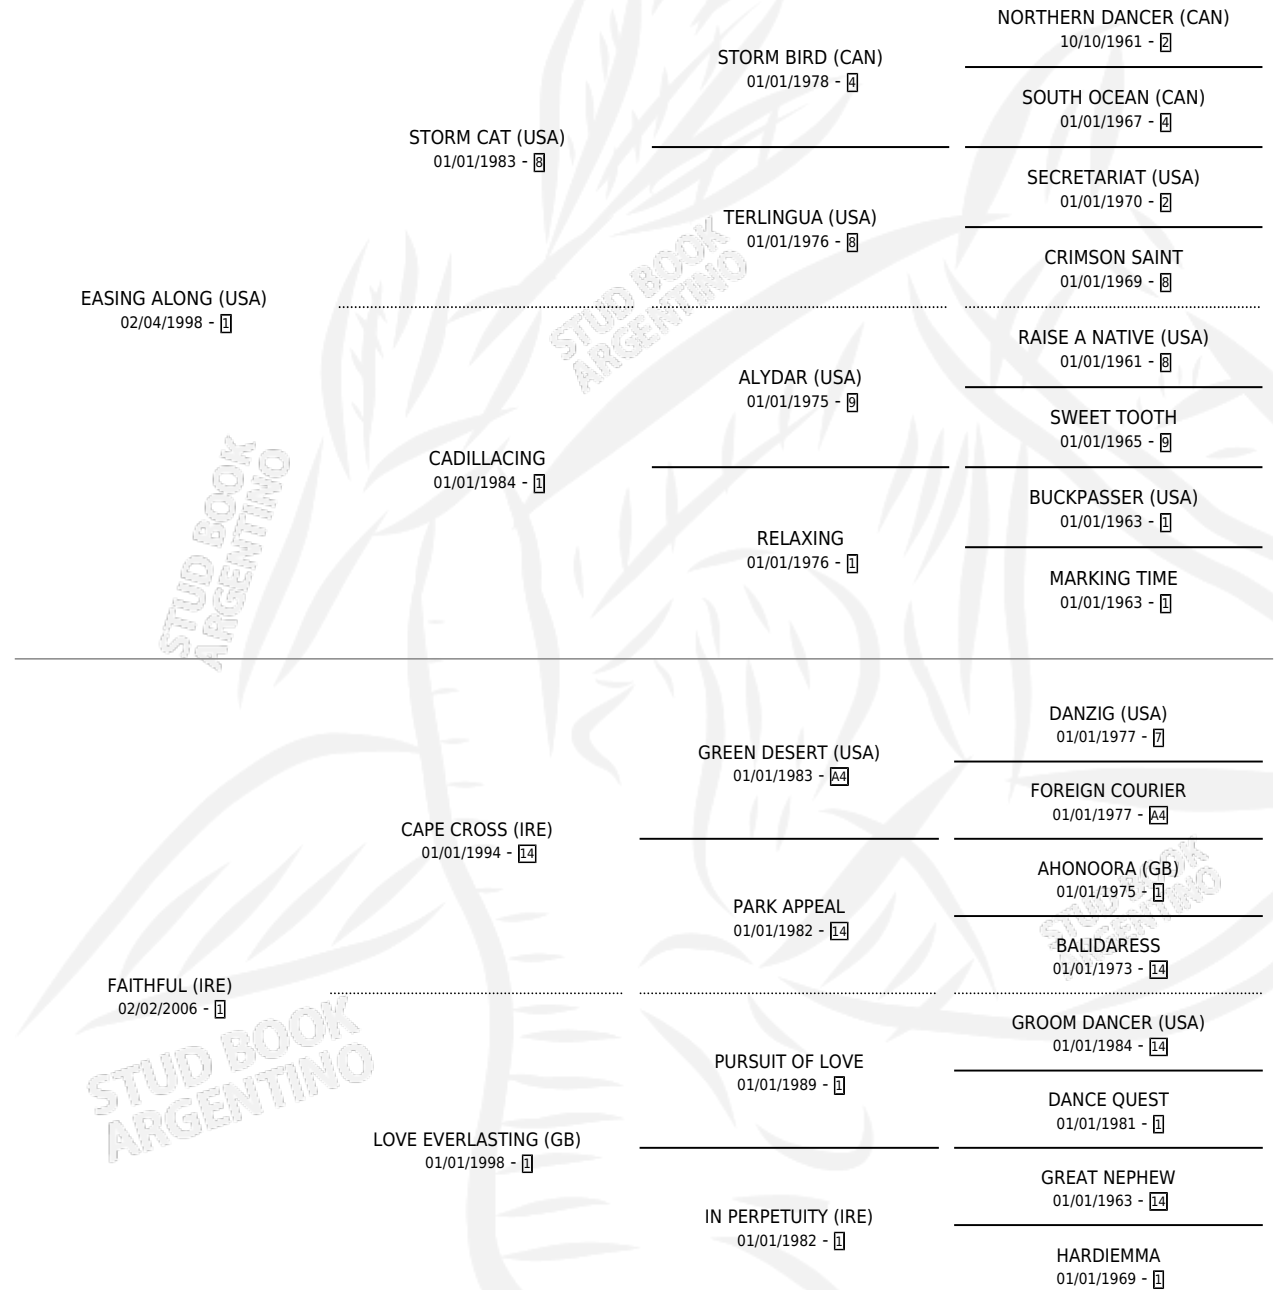 NORTHERN DANCER (CAN)
10/10/1961 - 2
STORM BIRD (CAN)
01/01/1978 - 4
SOUTH OCEAN (CAN)
01/01/1967 - 4
STORM CAT (USA)
01/01/1983 - 8
SECRETARIAT (USA)
01/01/1970 - 2
TERLINGUA (USA)
01/01/1976 - 8
CRIMSON SAINT
01/01/1969 - 8
EASING ALONG (USA)
02/04/1998 - 1
STUD BOOK
ARGENTINO
RAISE A NATIVE (USA)
01/01/1961 - 8
ALYDAR (USA)
01/01/1975 - 9
SWEET TOOTH
01/01/1965 - 9
CADILLACING
01/01/1984 - 1
BUCKPASSER (USA)
01/01/1963 - 1
RELAXING
01/01/1976 - 1
MARKING TIME
01/01/1963 - 1
STUD BOOK
ARGENTINO
DANZIG (USA)
01/01/1977 - 7
GREEN DESERT (USA)
01/01/1983 - A4
FOREIGN COURIER
01/01/1977 - A4
CAPE CROSS (IRE)
01/01/1994 - 14
AHONOORA (GB)
01/01/1975 - 1
PARK APPEAL
01/01/1982 - 14
BALIDARESS
01/01/1973 - 14
STUD BOOK
ARGENTINO
FAITHFUL (IRE)
02/02/2006 - 1
GROOM DANCER (USA)
01/01/1984 - 14
PURSUIT OF LOVE
01/01/1989 - 1
DANCE QUEST
01/01/1981 - 1
STUD BOOK
ARGENTINO
LOVE EVERLASTING (GB)
01/01/1998 - 1
GREAT NEPHEW
01/01/1963 - 14
IN PERPETUITY (IRE)
01/01/1982 - 1
HARDIEMMA
01/01/1969 - 1